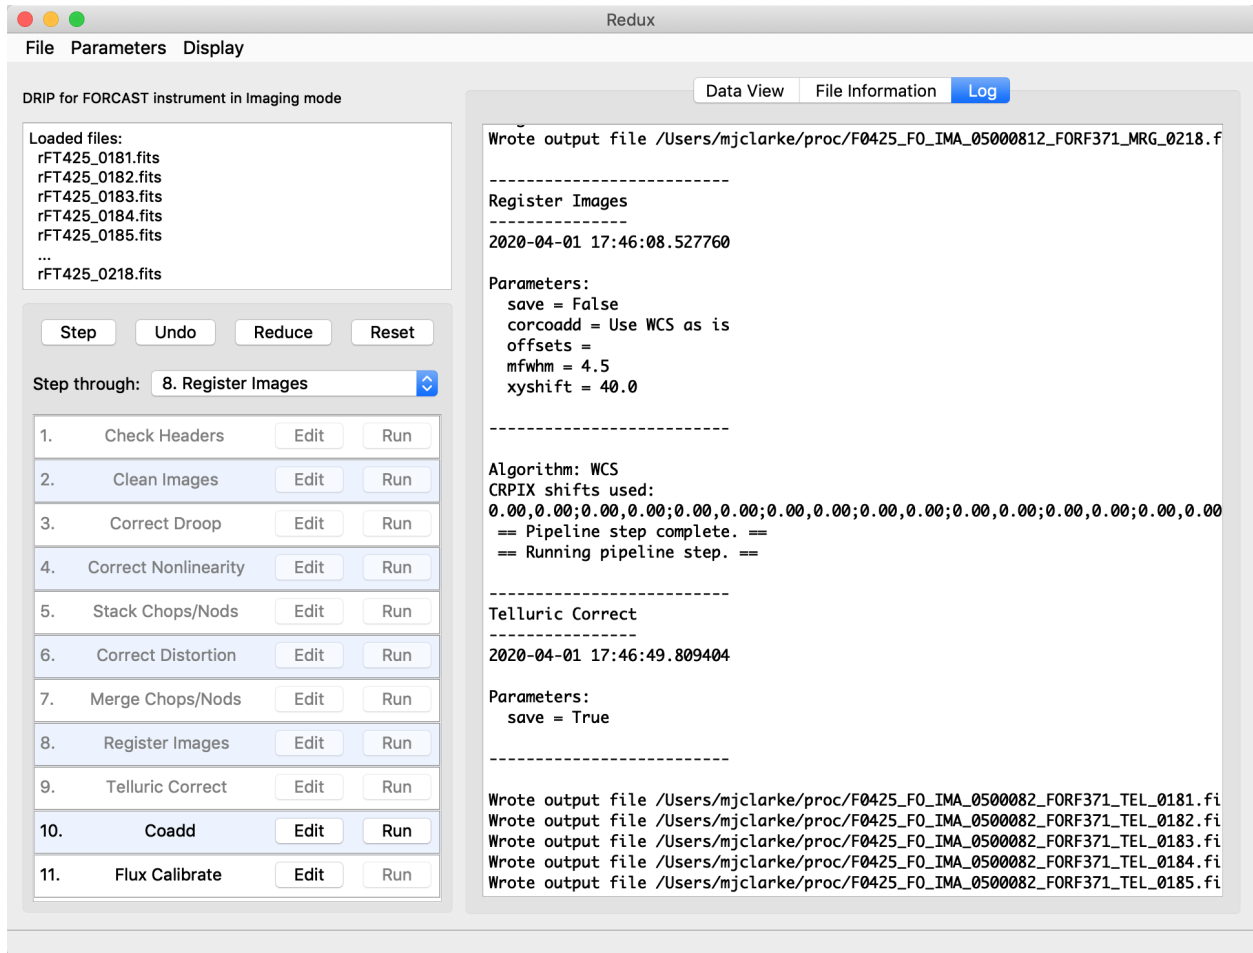 Redux
File Parameters Display
DRIP for FORCAST instrument in Imaging mode
Loaded files:
rFT425_0181.fits
rFT425_0182.fits
rFT425_0183.fits
rFT425_0184.fits
rFT425_0185.fits
...
rFT425_0218.fits
Step Undo Reduce Reset
Step through: 8. Register Images
1. Check Headers Edit Run
2. Clean Images Edit Run
3. Correct Droop Edit Run
4. Correct Nonlinearity Edit Run
5. Stack Chops/Nods Edit Run
6. Correct Distortion Edit Run
7. Merge Chops/Nods Edit Run
8. Register Images Edit Run
9. Telluric Correct Edit Run
10. Coadd Edit Run
11. Flux Calibrate Edit Run
Data View File Information Log
Wrote output file /Users/mjclarke/proc/F0425_FO_IMA_05000812_FORF371_MRG_0218.f
--------------------------
Register Images
---------------
2020-04-01 17:46:08.527760
Parameters:
save = False
corcoadd = Use WCS as is
offsets =
mfwhm = 4.5
xyshift = 40.0
--------------------------
Algorithm: WCS
CRPIX shifts used:
0.00,0.00;0.00,0.00;0.00,0.00;0.00,0.00;0.00,0.00;0.00,0.00;0.00,0.00;0.00,0.00
== Pipeline step complete. ==
== Running pipeline step. ==
--------------------------
Telluric Correct
----------------
2020-04-01 17:46:49.809404
Parameters:
save = True
--------------------------
Wrote output file /Users/mjclarke/proc/F0425_FO_IMA_0500082_FORF371_TEL_0181.fi
Wrote output file /Users/mjclarke/proc/F0425_FO_IMA_0500082_FORF371_TEL_0182.fi
Wrote output file /Users/mjclarke/proc/F0425_FO_IMA_0500082_FORF371_TEL_0183.fi
Wrote output file /Users/mjclarke/proc/F0425_FO_IMA_0500082_FORF371_TEL_0184.fi
Wrote output file /Users/mjclarke/proc/F0425_FO_IMA_0500082_FORF371_TEL_0185.fi